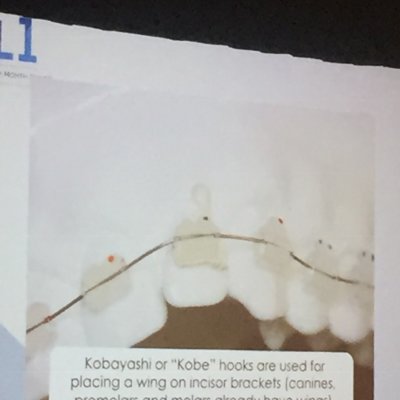 11
MONTH
Kobayashi or “Kobe” hooks are used for
placing a wing on incisor brackets (canines,
premolars and molars already have wings)